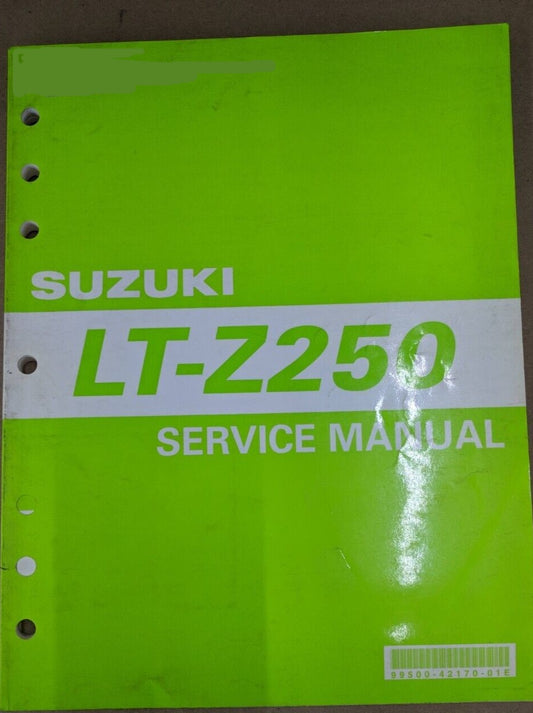 SUZUKI
LT-Z250
SERVICE MANUAL
99500-42170-01E